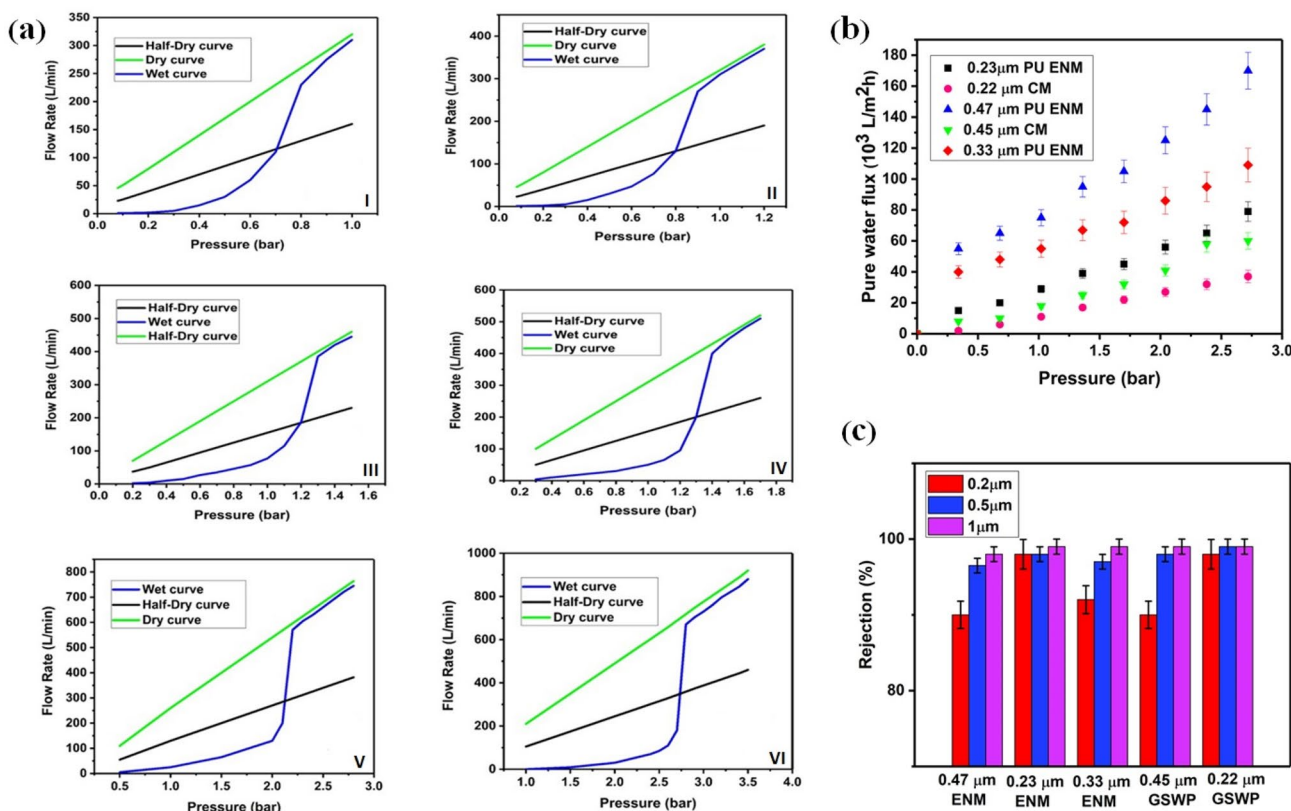 (a)
350
300
250
200
150
100
50
0
Flow Rate (L/min)
Half-Dry curve
Dry curve
Wet curve
I
0.0 0.2 0.4 0.6 0.8 1.0
Pressure (bar)
400
300
200
100
0
Flow Rate (L/min)
Half-Dry curve
Dry curve
Wet curve
II
0.0 0.2 0.4 0.6 0.8 1.0 1.2
Pressure (bar)
600
500
400
300
200
100
0
Flow Rate (L/min)
Half-Dry curve
Wet curve
Half-Dry curve
III
0.0 0.2 0.4 0.6 0.8 1.0 1.2 1.4 1.6
Pressure (bar)
600
500
400
300
200
100
0
Flow Rate (L/min)
Half-Dry curve
Wet curve
Dry curve
IV
0.2 0.4 0.6 0.8 1.0 1.2 1.4 1.6
Pressure (bar)
800
700
600
500
400
300
200
100
0
Flow Rate (L/min)
Wet curve
Half-Dry curve
Dry curve
V
0.5 1.0 1.5 2.0 2.5 3.0
Pressure (bar)
1000
800
600
400
200
0
Flow Rate (L/min)
Wet curve
Half-Dry curve
Dry curve
VI
1.0 1.5 2.0 2.5 3.0 3.5 4.0
Pressure (bar)
(b)
180
160
140
120
100
80
60
40
20
0
Pure water flux (10³ L/m²h)
0.23μm PU ENM
0.22 μm CM
0.47 μm PU ENM
0.45 μm CM
0.33 μm PU ENM
0.0 0.5 1.0 1.5 2.0 2.5 3.0
Pressure (bar)
(c)
0.2μm
0.5μm
1μm
100
80
Rejection (%)
0.47 μm 0.23 μm 0.33 μm 0.45 μm 0.22 μm
ENM ENM ENM GSWP GSWP